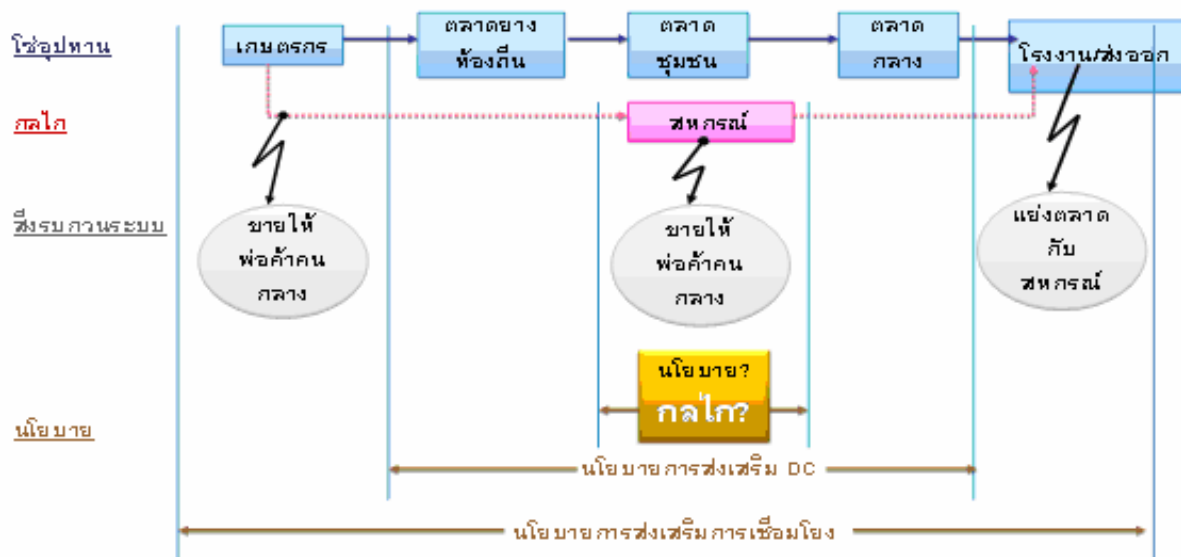 โซ่อุปทาน
เกษตรกร
ตลาดยาง
ท้องถิ่น
ตลาด
ชุมชน
ตลาด
กลาง
โรงงาน/ส่งออก
กลไก
สหกรณ์
สิ่งรบกวนระบบ
ขายให้
พ่อค้าคน
กลาง
ขายให้
พ่อค้าคน
กลาง
แย่งตลาด
กับ
สหกรณ์
นโยบาย
นโยบาย?
กลไก?
นโยบายการส่งเสริม DC
นโยบายการส่งเสริมการเชื่อมโยง